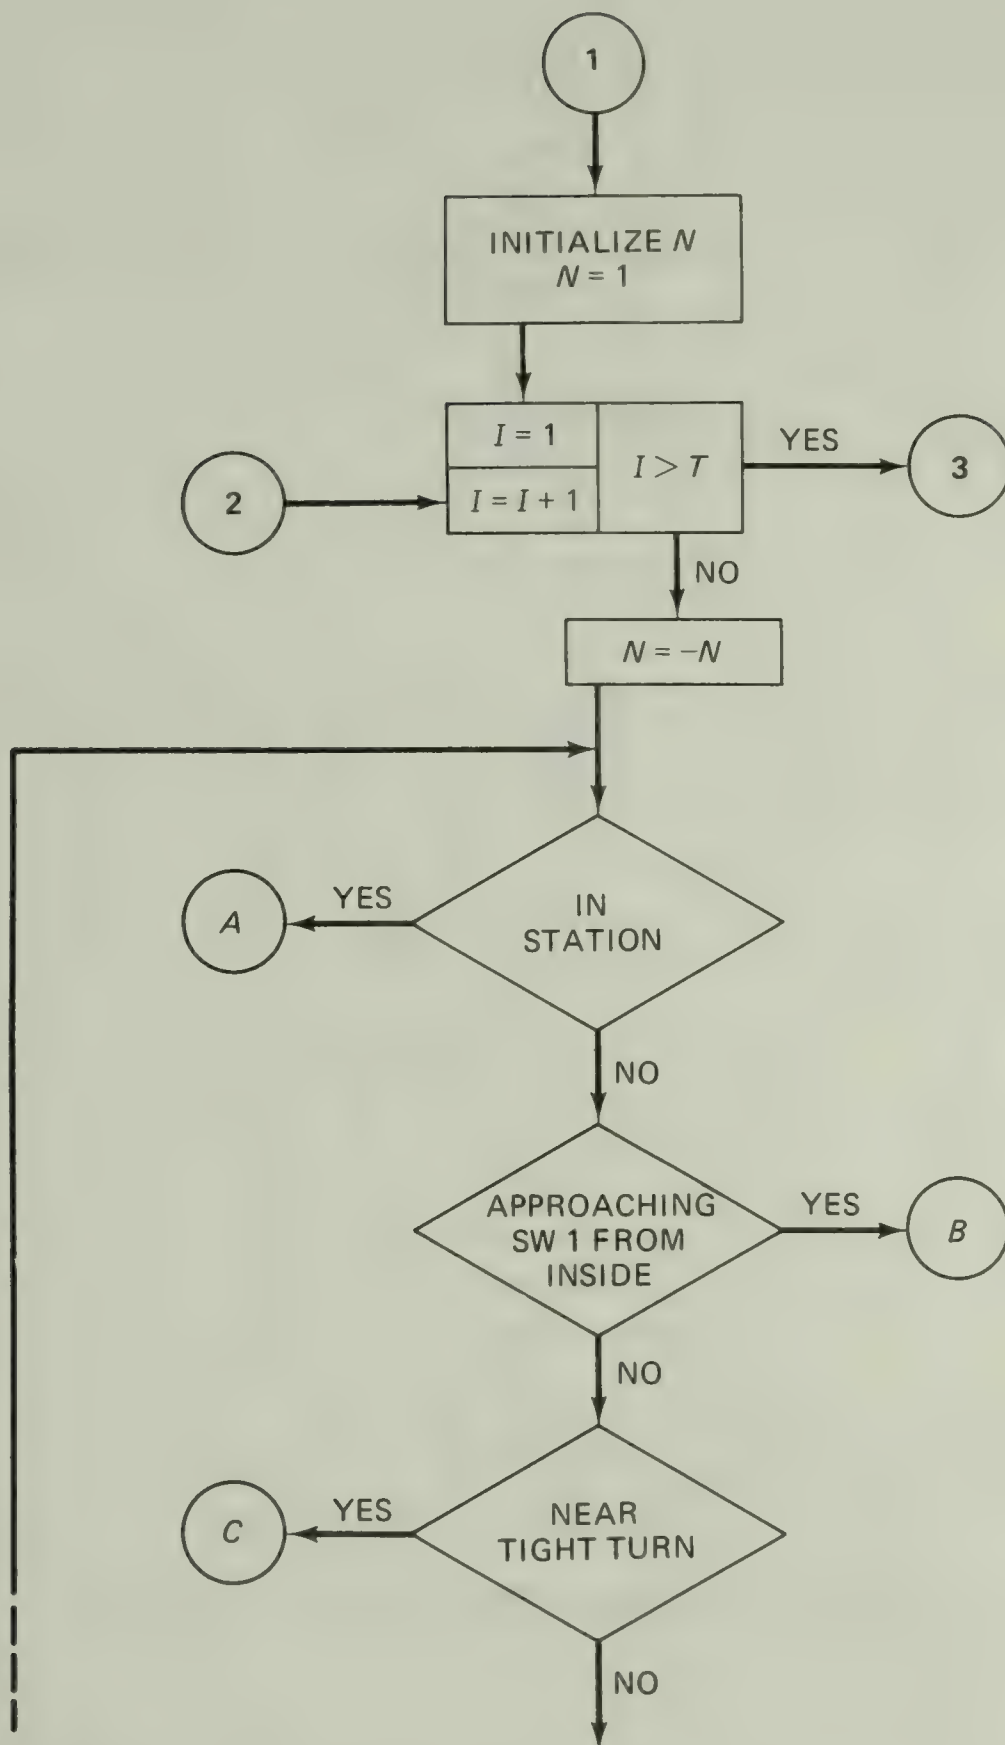 1
INITIALIZE N
N = 1
I = 1
I > T
YES
3
2
I = I + 1
NO
N = –N
A
YES
IN
STATION
NO
APPROACHING
SW 1 FROM
INSIDE
YES
B
NO
C
YES
NEAR
TIGHT TURN
NO